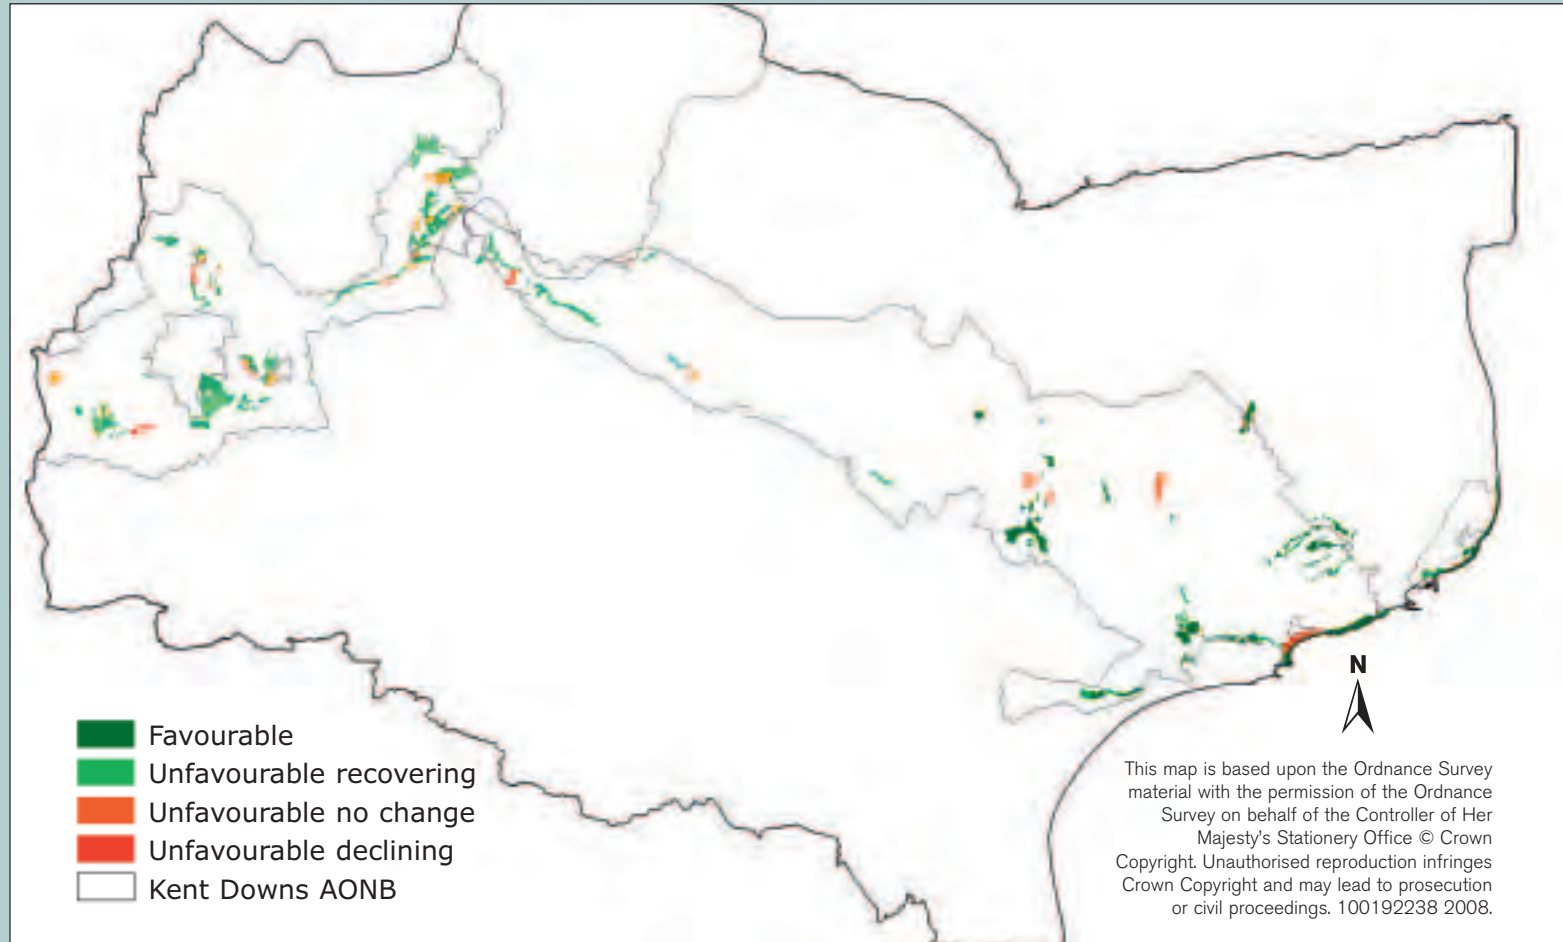 Favourable
Unfavourable recovering
Unfavourable no change
Unfavourable declining
Kent Downs AONB
N
This map is based upon the Ordnance Survey
material with the permission of the Ordnance
Survey on behalf of the Controller of Her
Majesty's Stationery Office © Crown
Copyright. Unauthorised reproduction infringes
Crown Copyright and may lead to prosecution
or civil proceedings. 100192238 2008.